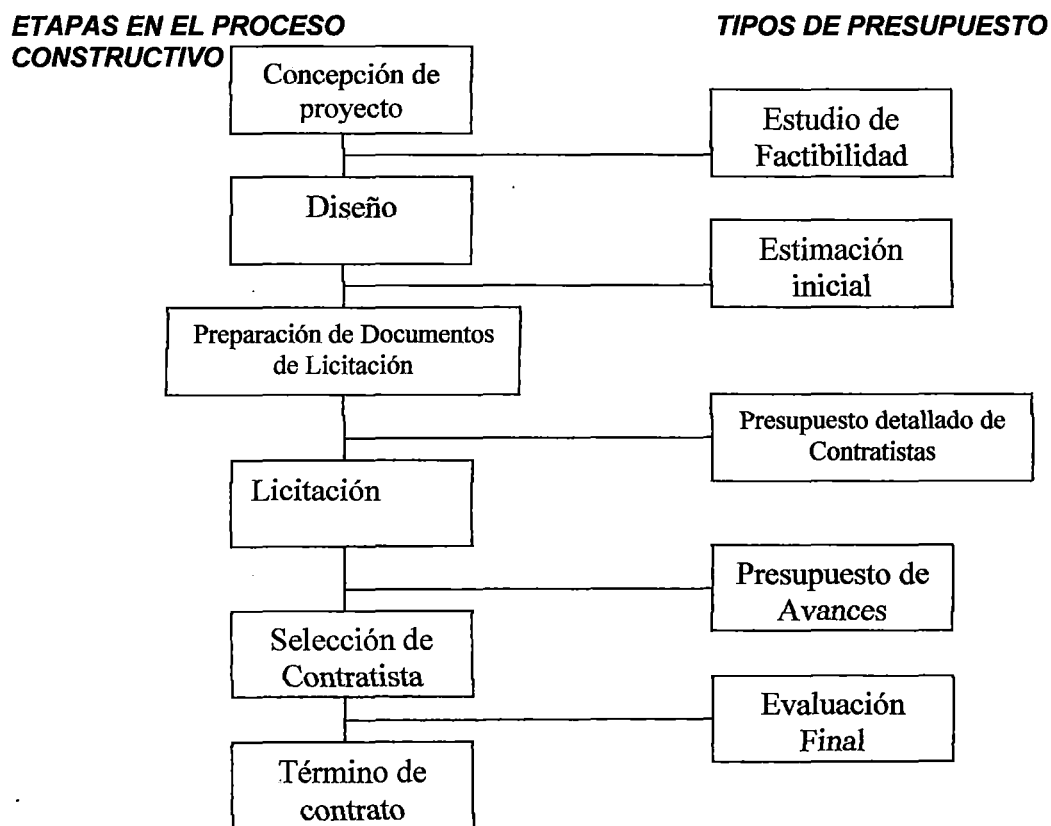 ETAPAS EN EL PROCESO
CONSTRUCTIVO
TIPOS DE PRESUPUESTO
Concepción de
proyecto
Estudio de
Factibilidad
Diseño
Estimación
inicial
Preparación de Documentos
de Licitación
Presupuesto detallado de
Contratistas
Licitación
Presupuesto de
Avances
Selección de
Contratista
Evaluación
Final
Término de
contrato